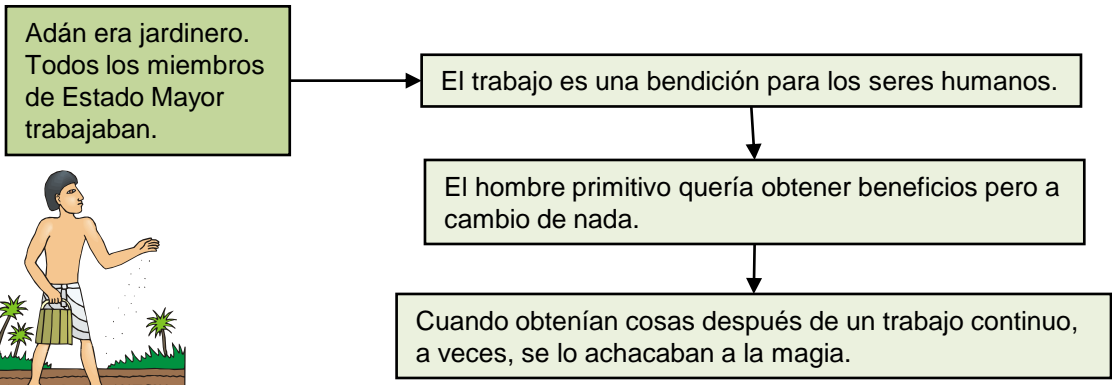 Adán era jardinero.
Todos los miembros
de Estado Mayor
trabajaban.
El trabajo es una bendición para los seres humanos.
El hombre primitivo quería obtener beneficios pero a
cambio de nada.
Cuando obtenían cosas después de un trabajo continuo,
a veces, se lo achacaban a la magia.